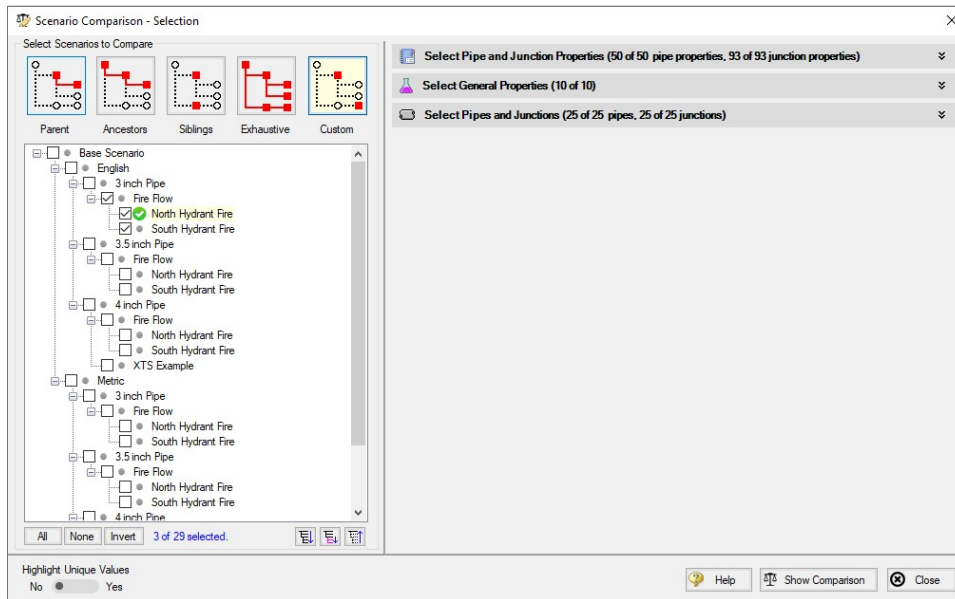 Scenario Comparison - Selection
Select Scenarios to Compare
Parent Ancestors Siblings Exhaustive Custom
Base Scenario
English
3 inch Pipe
Fire Flow
North Hydrant Fire
South Hydrant Fire
3.5 inch Pipe
Fire Flow
North Hydrant Fire
South Hydrant Fire
4 inch Pipe
Fire Flow
North Hydrant Fire
South Hydrant Fire
XTS Example
Metric
3 inch Pipe
Fire Flow
North Hydrant Fire
South Hydrant Fire
3.5 inch Pipe
Fire Flow
North Hydrant Fire
South Hydrant Fire
4 inch Pipe
All None Invert 3 of 29 selected.
Select Pipe and Junction Properties (50 of 50 pipe properties, 93 of 93 junction properties)
Select General Properties (10 of 10)
Select Pipes and Junctions (25 of 25 pipes, 25 of 25 junctions)
Highlight Unique Values
No Yes
Help Show Comparison Close